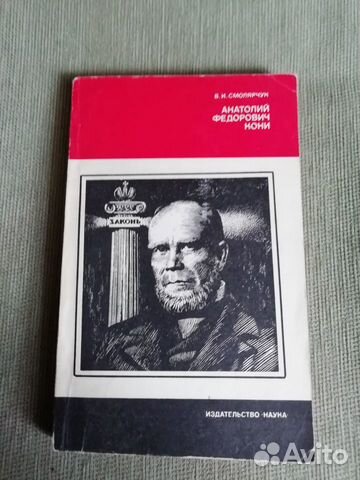 В. И. СМОЛЯРЧУК
АНАТОЛИЙ
ФЕДОРОВИЧ
КОНИ
ЗАКОНЪ
ИЗДАТЕЛЬСТВО «НАУКА»
Avito